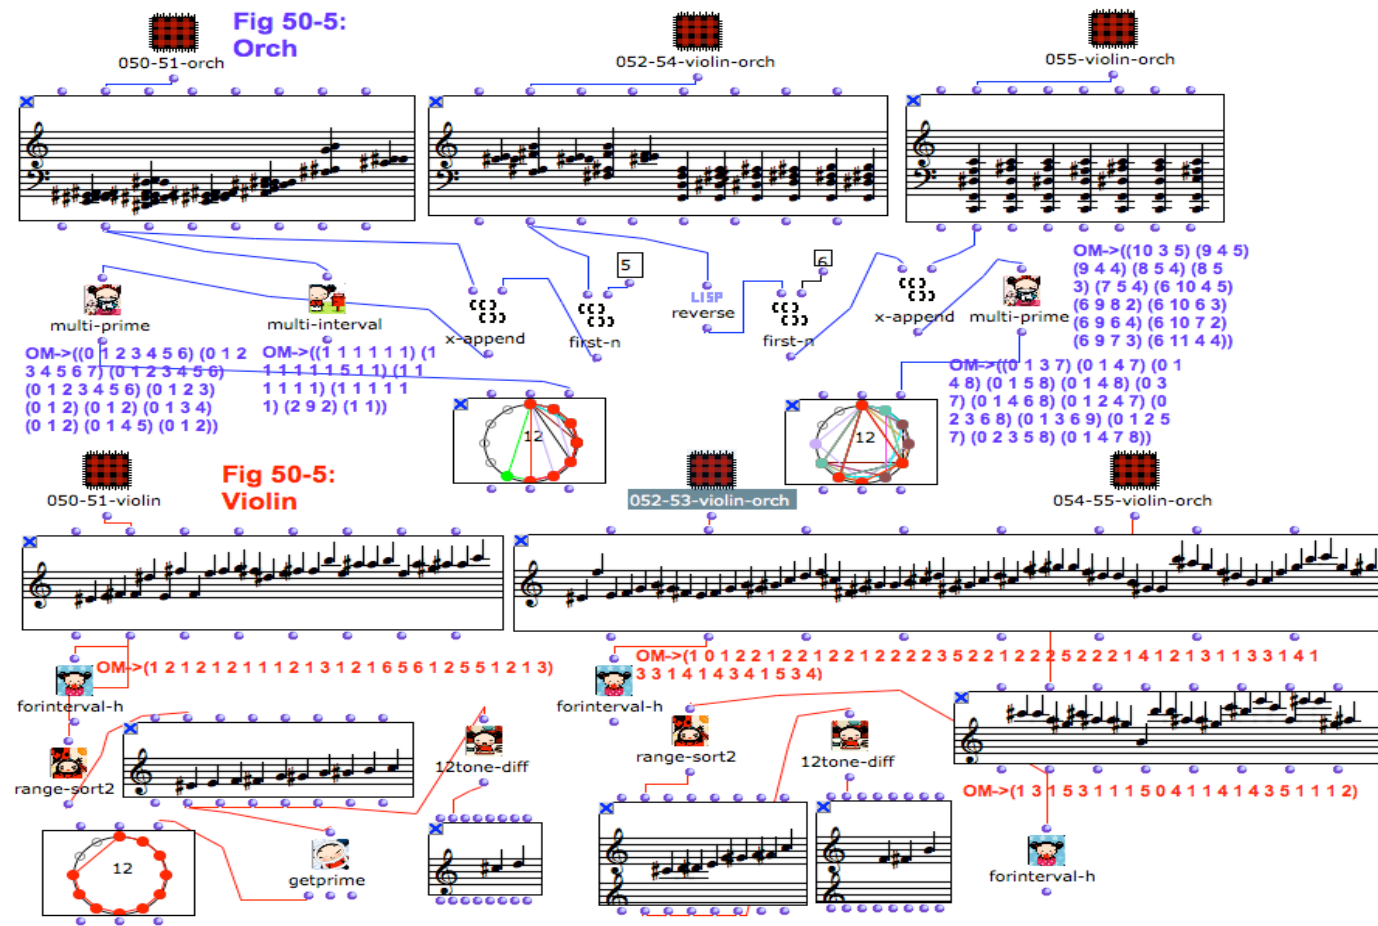 Fig 50-5:
Orch
050-51-orch
052-54-violin-orch
055-violin-orch
5
6
multi-prime
multi-interval
x-append
first-n
LISP
reverse
first-n
x-append
multi-prime
OM->((0 1 2 3 4 5 6) (0 1 2
3 4 5 6 7) (0 1 2 3 4 5 6)
(0 1 2 3 4 5 6) (0 1 2 3)
(0 1 2) (0 1 2) (0 1 3 4)
(0 1 2) (0 1 4 5) (0 1 2))
OM->((1 1 1 1 1 1) (1
1 1 1 1 1 5 1 1) (1 1
1 1 1 1) (1 1 1 1 1
1) (2 9 2) (1 1))
OM->((10 3 5) (9 4 5)
(9 4 4) (8 5 4) (8 5
3) (7 5 4) (6 10 4 5)
(6 9 8 2) (6 10 6 3)
(6 9 6 4) (6 10 7 2)
(6 9 7 3) (6 11 4 4))
OM->((0 1 3 7) (0 1 4 7) (0 1
4 8) (0 1 5 8) (0 1 4 8) (0 3
7) (0 1 4 6 8) (0 1 2 4 7) (0
2 3 6 8) (0 1 3 6 9) (0 1 2 5
7) (0 2 3 5 8) (0 1 4 7 8))
12
12
Fig 50-5:
Violin
050-51-violin
052-53-violin-orch
054-55-violin-orch
OM->(1 2 1 2 1 2 1 1 1 2 1 3 1 2 1 6 5 6 1 2 5 5 1 2 1 3)
OM->(1 0 1 2 2 1 2 2 1 2 2 1 2 2 2 2 3 5 2 2 1 2 2 2 5 2 2 2 1 4 1 2 1 3 1 1 3 3 1 4 1
3 3 1 4 1 4 3 4 1 5 3 4)
forinterval-h
forinterval-h
range-sort2
12tone-diff
range-sort2
12tone-diff
OM->(1 3 1 5 3 1 1 1 5 0 4 1 1 4 1 4 3 5 1 1 1 2)
12
getprime
forinterval-h